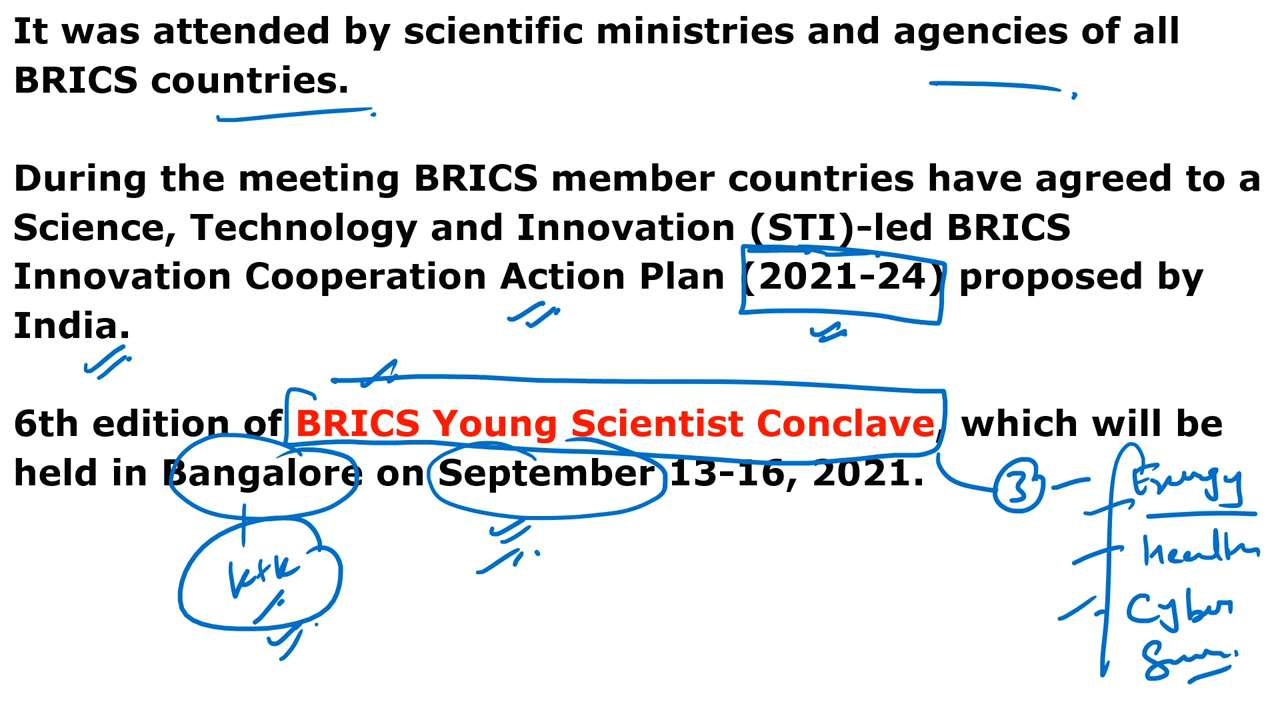 It was attended by scientific ministries and agencies of all
BRICS countries.
During the meeting BRICS member countries have agreed to a
Science, Technology and Innovation (STI)-led BRICS
Innovation Cooperation Action Plan (2021-24) proposed by
India.
6th edition of BRICS Young Scientist Conclave, which will be
held in Bangalore on September 13-16, 2021.
3
Energy
Health
Cyber